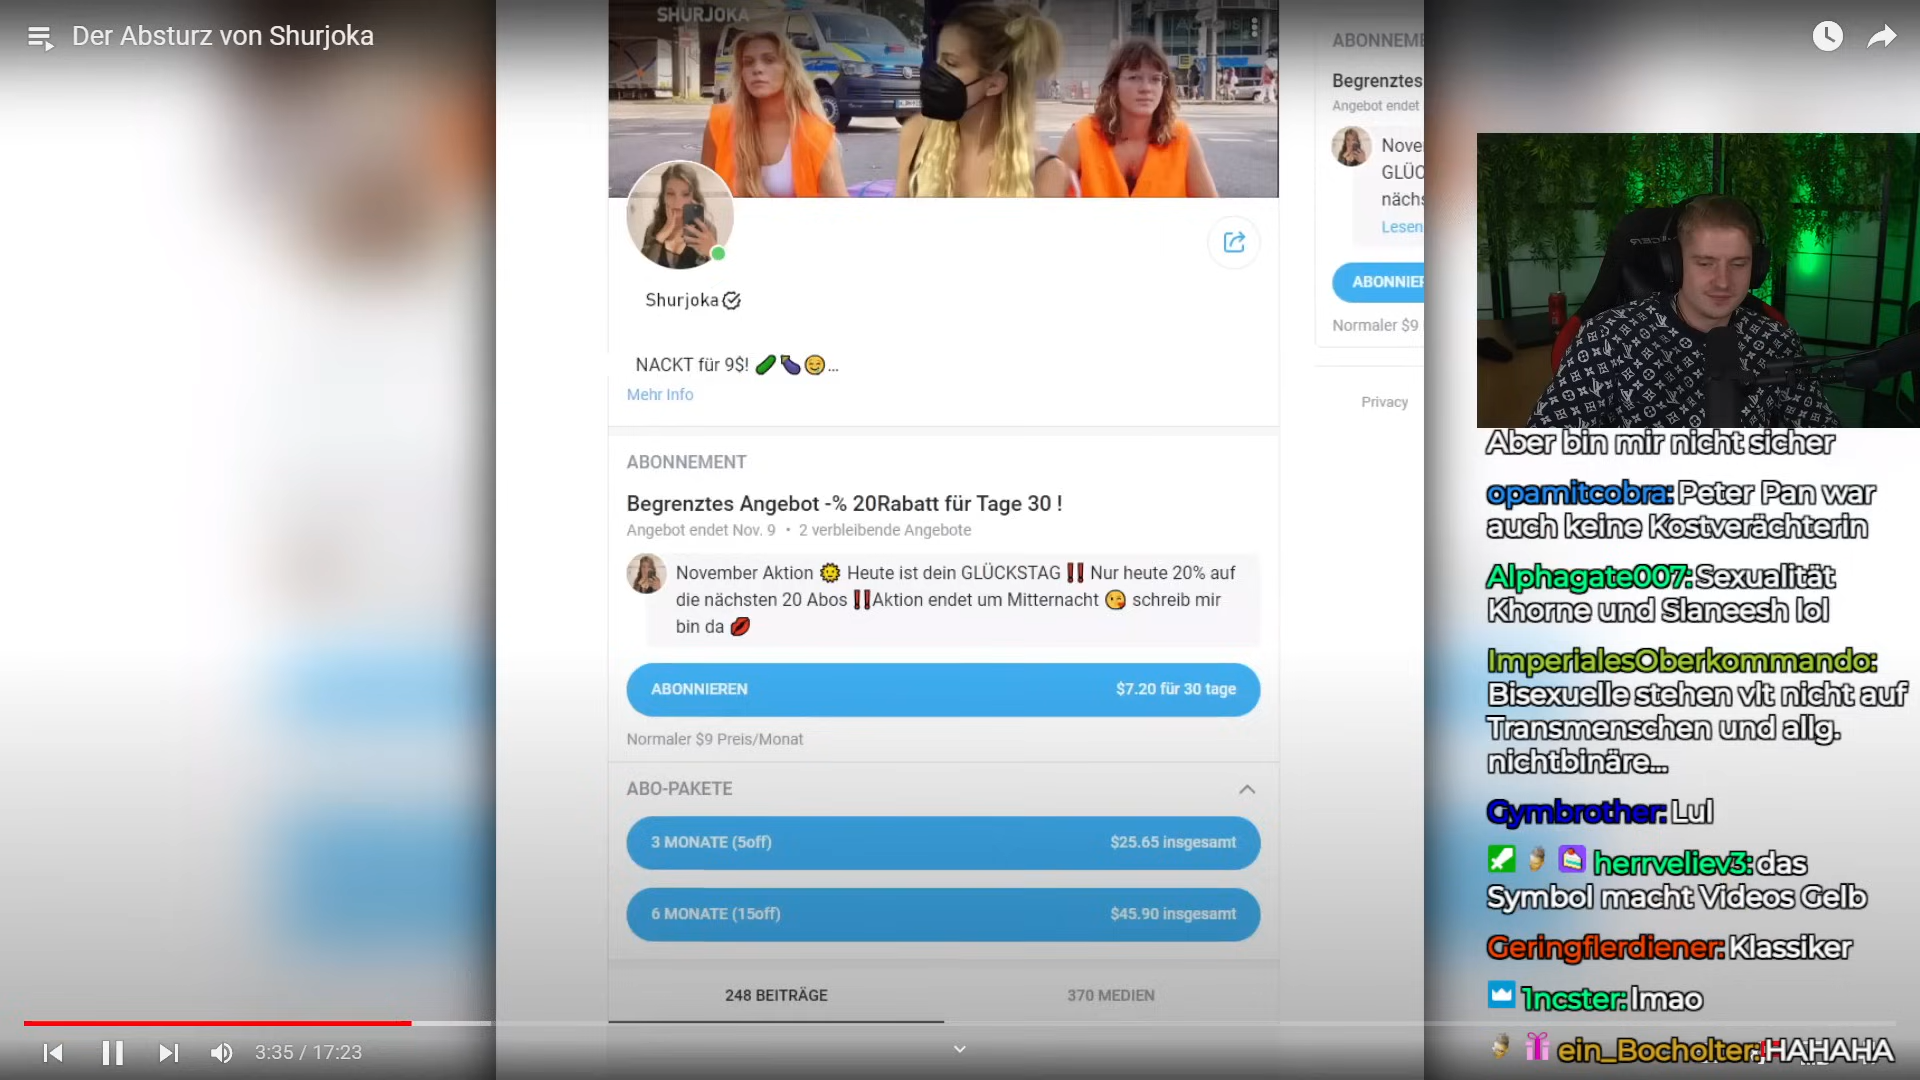 Der Absturz von Shurjoka
SHURJOKA
Shurjoka
NACKT für 9$! 🥒🍆😊...
Mehr Info
ABONNEMENT
Begrenztes Angebot -% 20Rabatt für Tage 30 !
Angebot endet Nov. 9 • 2 verbleibende Angebote
November Aktion 🌞 Heute ist dein GLÜCKSTAG ‼️ Nur heute 20% auf
die nächsten 20 Abos ‼️Aktion endet um Mitternacht 😘 schreib mir
bin da 💋
ABONNIEREN $7.20 für 30 tage
Normaler $9 Preis/Monat
ABO-PAKETE
3 MONATE (5off) $25.65 insgesamt
6 MONATE (15off) $45.90 insgesamt
248 BEITRÄGE 370 MEDIEN
3:35 / 17:23
ABONNEME
Begrenztes
Angebot endet
Nove
GLÜC
nächs
Lesen
ABONNIER
Normaler $9
Privacy
Aber bin mir nicht sicher
opamitcobra: Peter Pan war
auch keine Kostverächterin
Alphagate007: Sexualität
Khorne und Slaneesh lol
ImperialesOberkommando:
Bisexuelle stehen vlt nicht auf
Transmenschen und allg.
nichtbinäre...
Gymbrother: Lul
herrveliev3: das
Symbol macht Videos Gelb
Geringflerdiener: Klassiker
1ncster: lmao
ein_Bocholter: HAHAHA